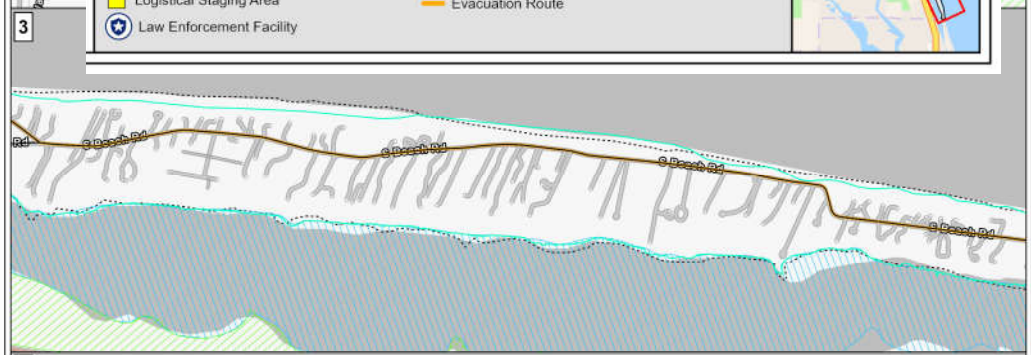 Logistical Staging Area
Evacuation Route
3
Law Enforcement Facility
Rd
S Beach Rd
S Beach Rd
S Beach Rd
S Beach Rd